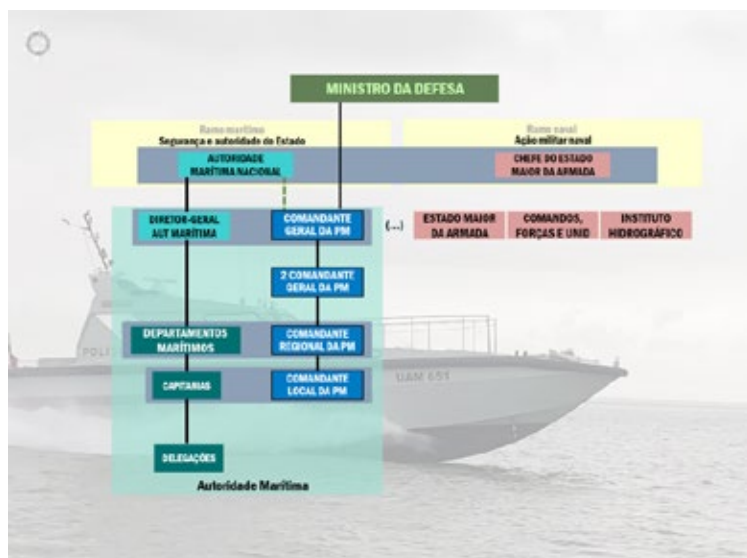 MINISTRO DA DEFESA
Ramo marítimo
Segurança e autoridade do Estado
Ramo naval
Ação militar naval
AUTORIDADE
MARÍTIMA NACIONAL
CHEFE DO ESTADO
MAIOR DA ARMADA
DIRETOR-GERAL
AUT MARÍTIMA
COMANDANTE
GERAL DA PM
(...)
ESTADO MAIOR
DA ARMADA
COMANDOS,
FORÇAS E UNID
INSTITUTO
HIDROGRÁFICO
2 COMANDANTE
GERAL DA PM
DEPARTAMENTOS
MARÍTIMOS
COMANDANTE
REGIONAL DA PM
POLI
CAPITANIAS
COMANDANTE
LOCAL DA PM
UAM 651
DELEGAÇÕES
Autoridade Marítima